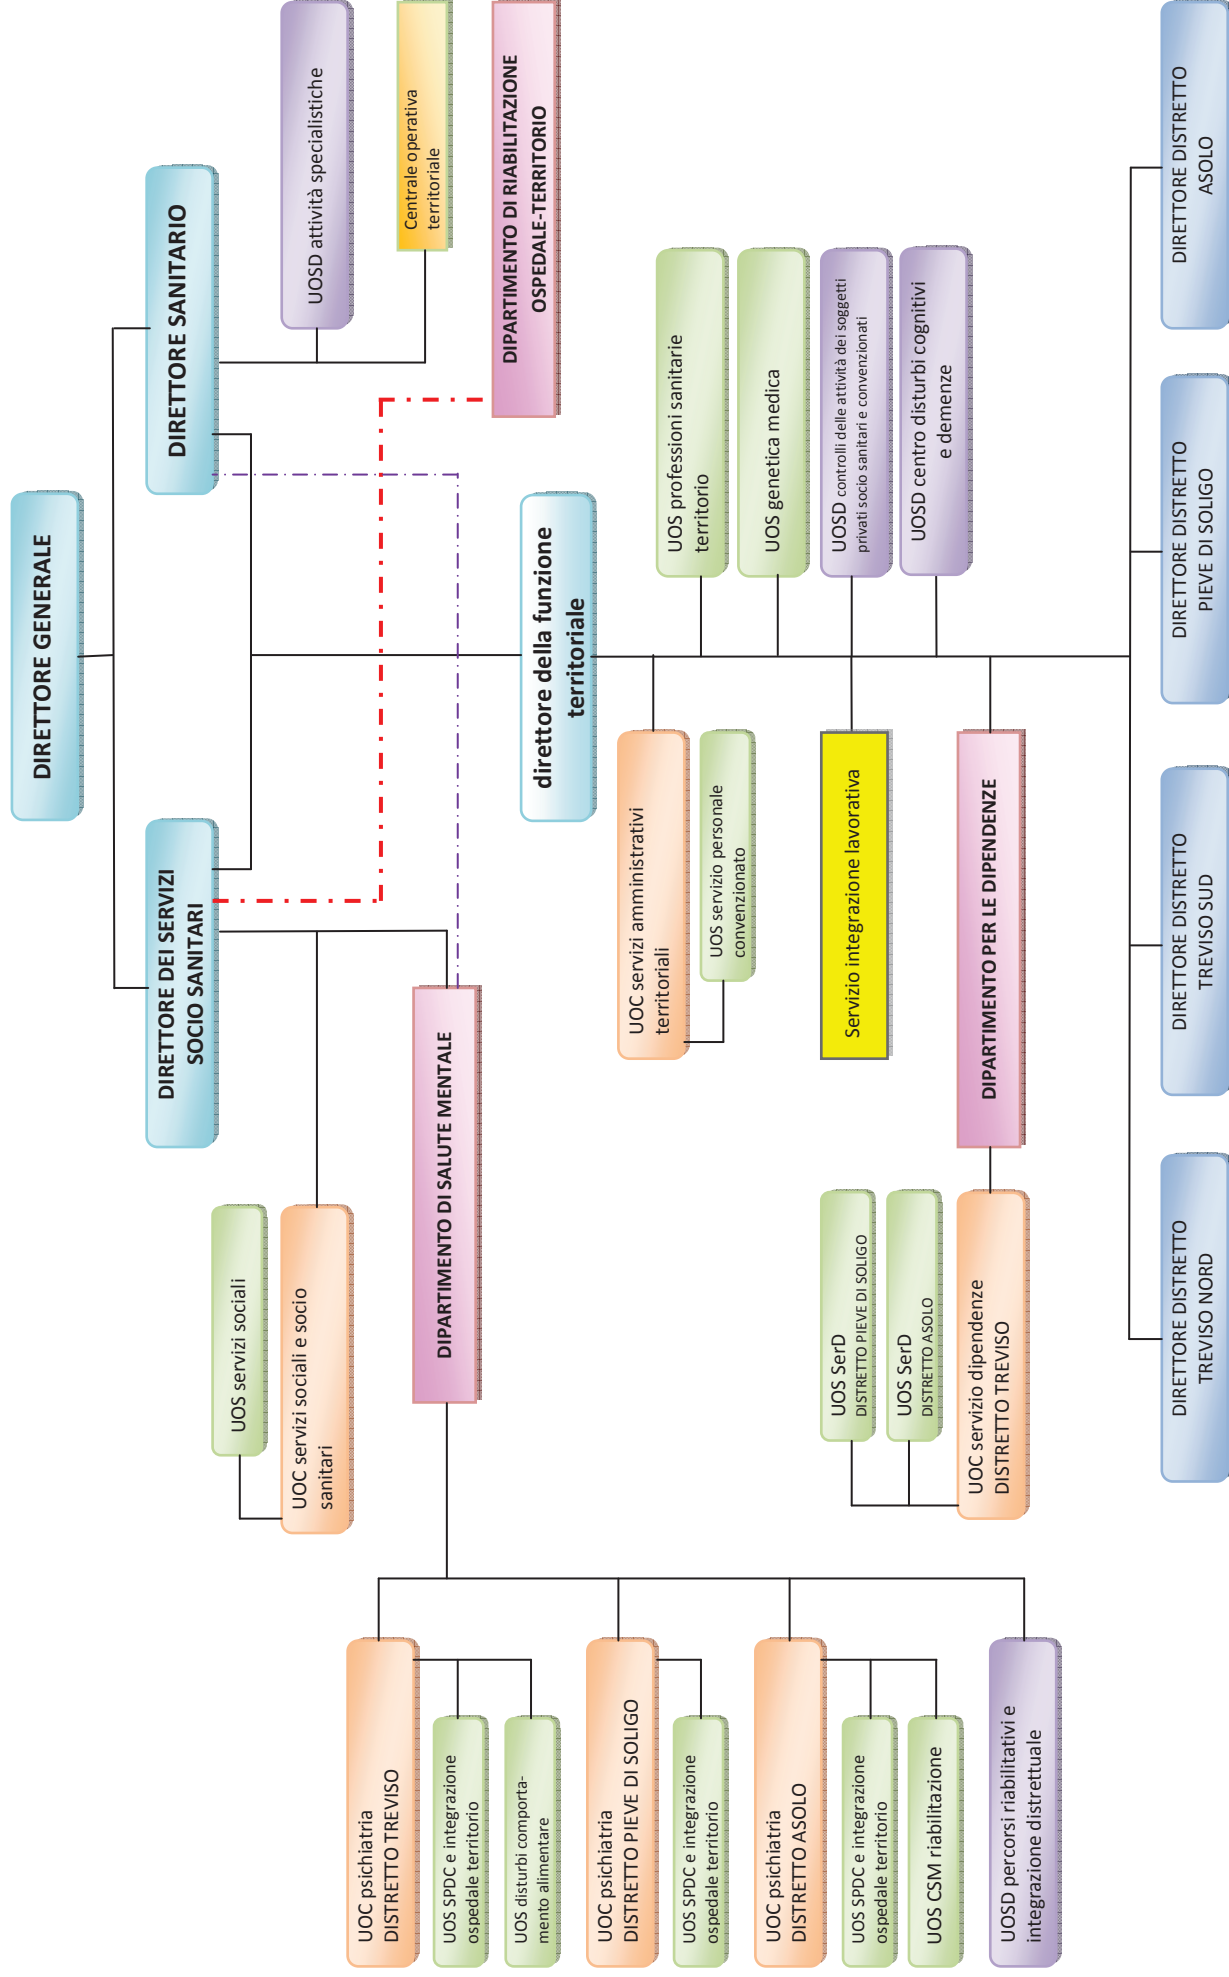 DIRETTORE GENERALE
DIRETTORE DEI SERVIZI
SOCIO SANITARI
DIRETTORE SANITARIO
UOS servizi sociali
UOC servizi sociali e socio
sanitari
UOSD attività specialistiche
Centrale operativa
territoriale
DIPARTIMENTO DI SALUTE MENTALE
DIPARTIMENTO DI RIABILITAZIONE
OSPEDALE-TERRITORIO
UOC psichiatria
DISTRETTO TREVISO
UOS SPDC e integrazione
ospedale territorio
UOS disturbi comporta-
mento alimentare
UOC psichiatria
DISTRETTO PIEVE DI SOLIGO
UOS SPDC e integrazione
ospedale territorio
UOC psichiatria
DISTRETTO ASOLO
UOS SPDC e integrazione
ospedale territorio
UOS CSM riabilitazione
UOSD percorsi riabilitativi e
integrazione distrettuale
direttore della funzione
territoriale
UOC servizi amministrativi
territoriali
UOS servizio personale
convenzionato
UOS professioni sanitarie
territorio
UOS genetica medica
Servizio integrazione lavorativa
UOSD controlli delle attività dei soggetti
privati socio sanitari e convenzionati
UOSD centro disturbi cognitivi
e demenze
UOS SerD
DISTRETTO PIEVE DI SOLIGO
UOS SerD
DISTRETTO ASOLO
UOC servizio dipendenze
DISTRETTO TREVISO
DIPARTIMENTO PER LE DIPENDENZE
DIRETTORE DISTRETTO
TREVISO NORD
DIRETTORE DISTRETTO
TREVISO SUD
DIRETTORE DISTRETTO
PIEVE DI SOLIGO
DIRETTORE DISTRETTO
ASOLO